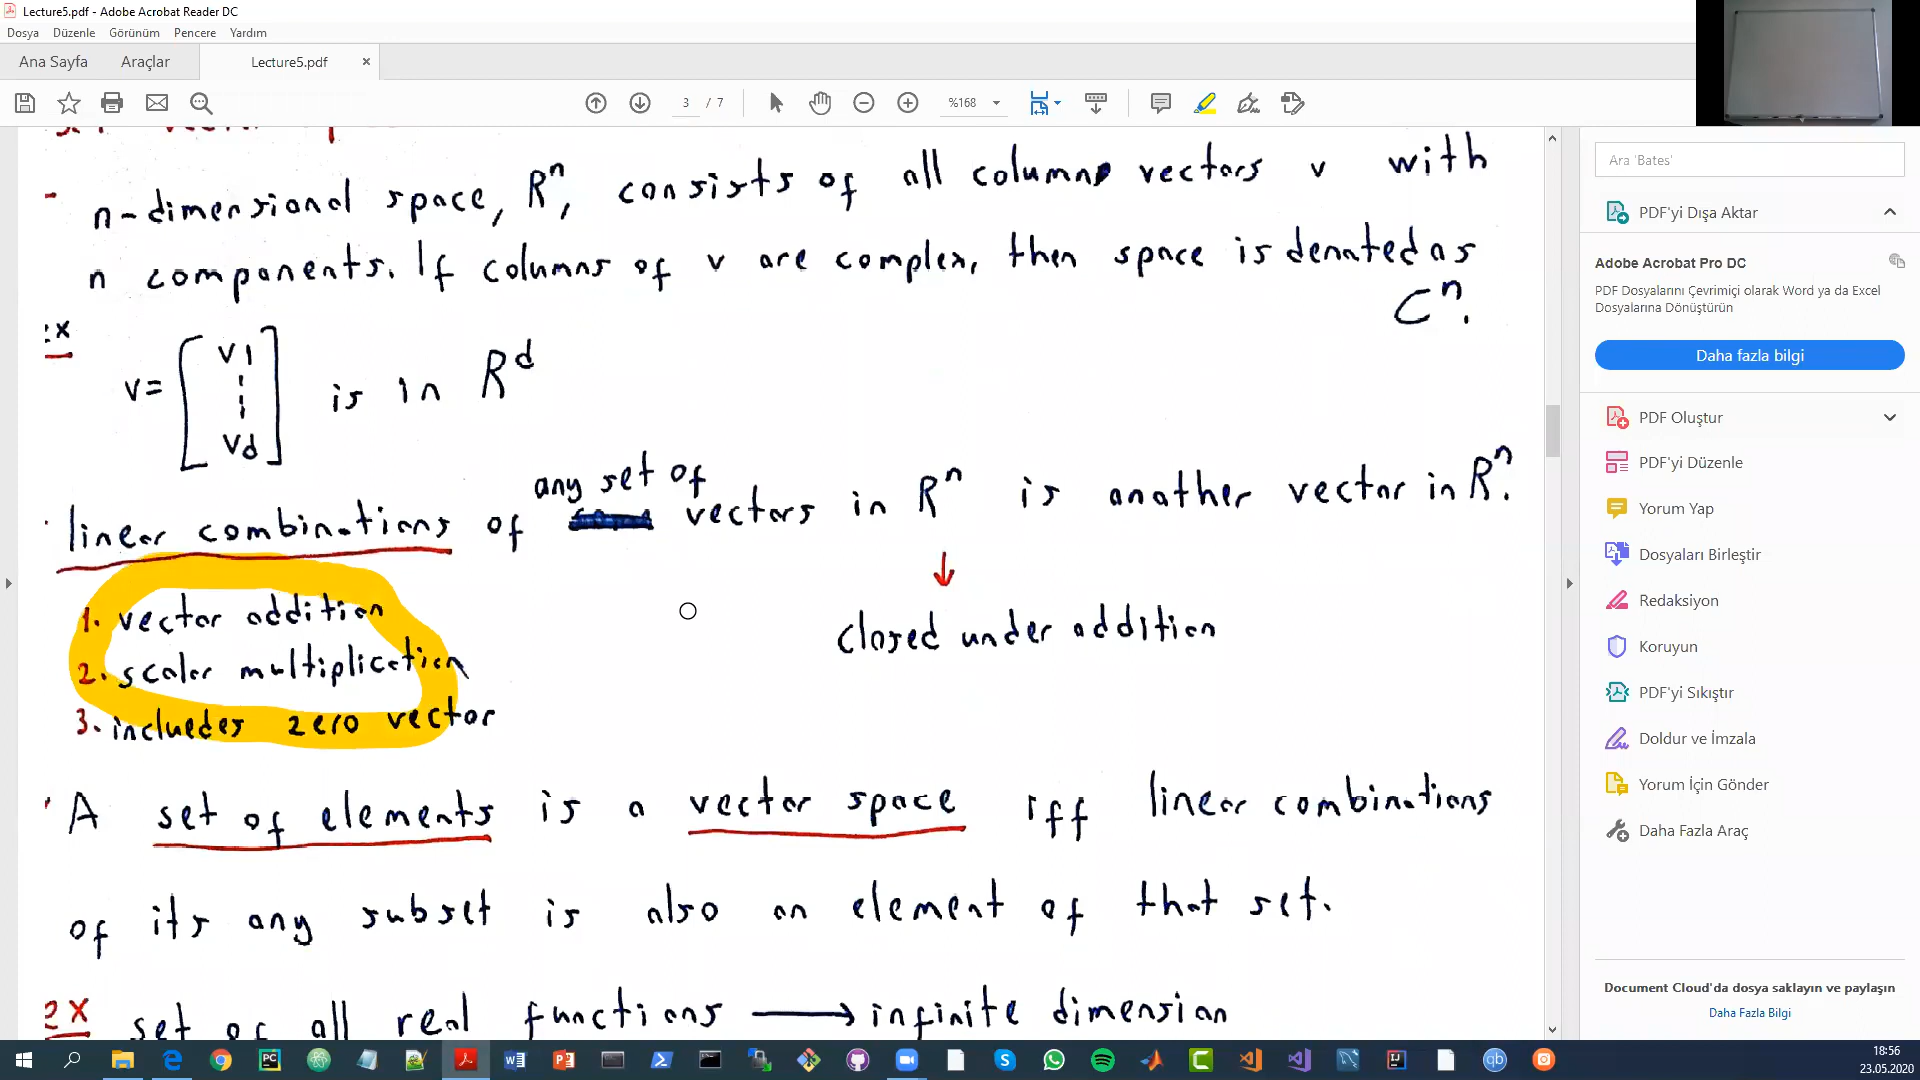 Lecture5.pdf - Adobe Acrobat Reader DC
Dosya Düzenle Görünüm Pencere Yardım
Ana Sayfa Araçlar Lecture5.pdf ×
3 / 7 %168
n-dimensional space, Rⁿ, consists of all column vectors v with
n components. If columns of v are complex, then space is denoted as
Cⁿ.
v= [v1 ⋮ vd] is in R^d
any set of
linear combinations of vectors in Rⁿ is another vector in Rⁿ.
↓
closed under addition
1. vector addition
2. scalar multiplication
3. includes zero vector
A set of elements is a vector space iff linear combinations
of its any subset is also an element of that set.
set of all real functions → infinite dimension
Ara 'Bates'
PDF'yi Dışa Aktar
Adobe Acrobat Pro DC
PDF Dosyalarını Çevrimiçi olarak Word ya da Excel
Dosyalarına Dönüştürün
Daha fazla bilgi
PDF Oluştur
PDF'yi Düzenle
Yorum Yap
Dosyaları Birleştir
Redaksiyon
Koruyun
PDF'yi Sıkıştır
Doldur ve İmzala
Yorum İçin Gönder
Daha Fazla Araç
Document Cloud'da dosya saklayın ve paylaşın
Daha Fazla Bilgi
18:56
23.05.2020